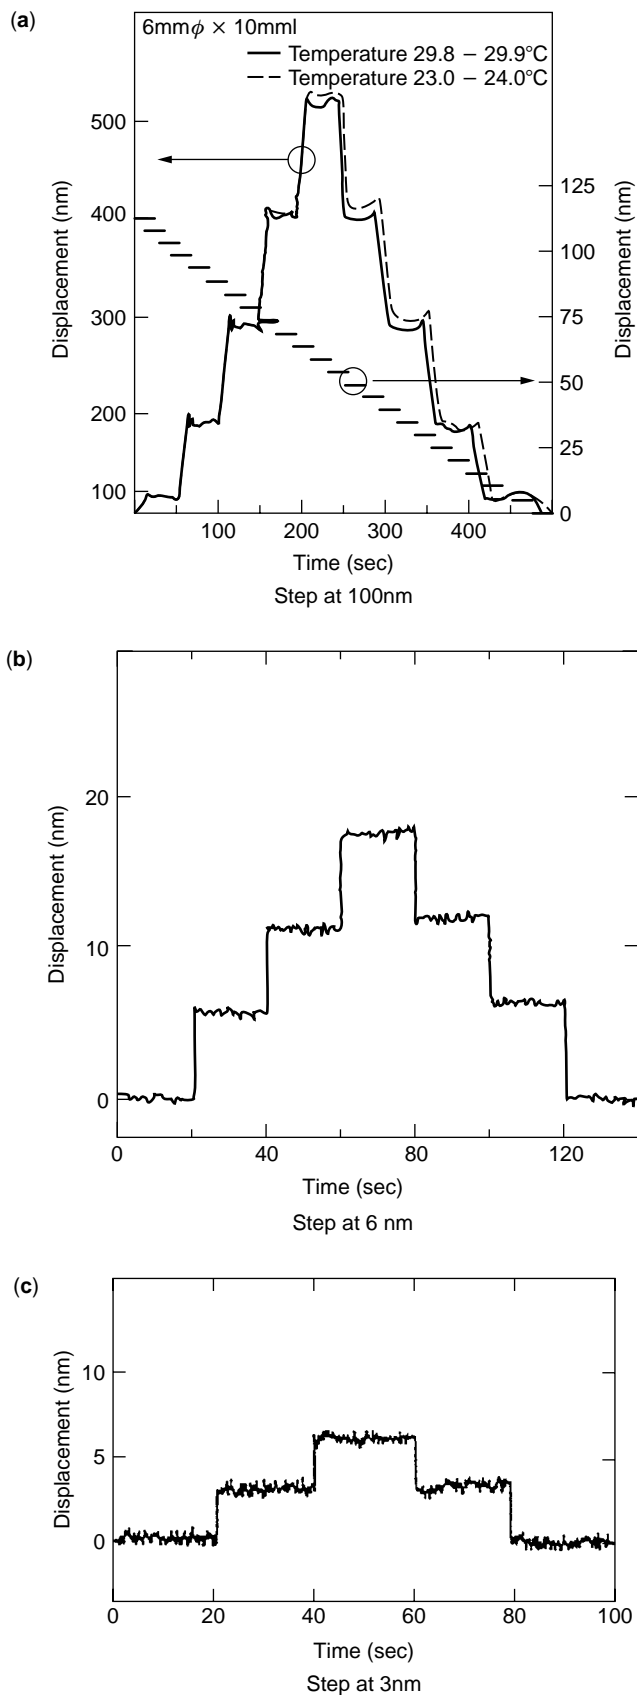 (a)
6mmϕ × 10mml
Temperature 29.8 – 29.9°C
Temperature 23.0 – 24.0°C
Displacement (nm)
500
400
300
200
100
Displacement (nm)
125
100
75
50
25
0
100 200 300 400
Time (sec)
Step at 100nm
(b)
Displacement (nm)
20
10
0
0 40 80 120
Time (sec)
Step at 6 nm
(c)
Displacement (nm)
10
5
0
0 20 40 60 80 100
Time (sec)
Step at 3nm